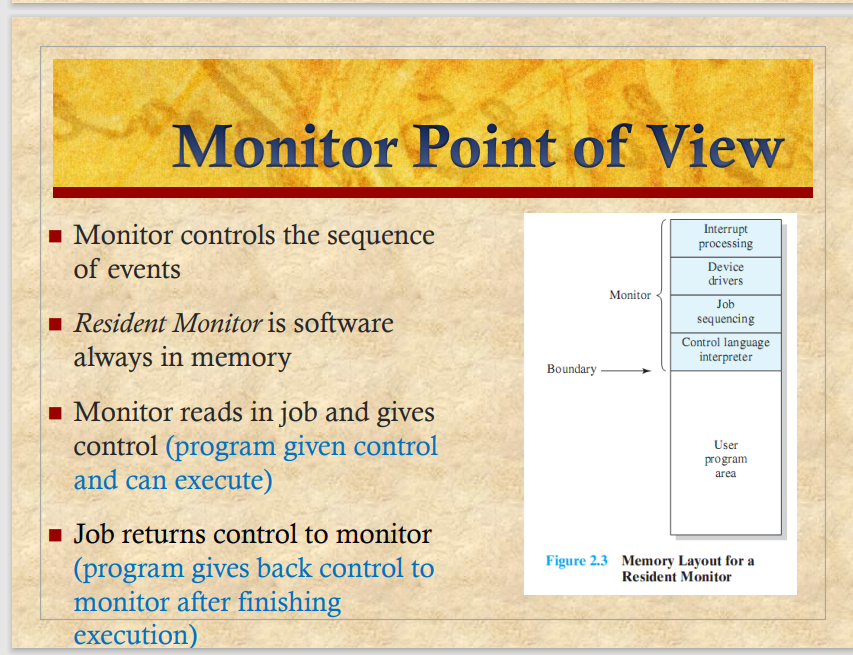 Monitor Point of View
Monitor controls the sequence
of events
Resident Monitor is software
always in memory
Monitor reads in job and gives
control (program given control
and can execute)
Job returns control to monitor
(program gives back control to
monitor after finishing
execution)
Interrupt
processing
Device
drivers
Monitor
Job
sequencing
Control language
interpreter
Boundary
User
program
area
Figure 2.3 Memory Layout for a
Resident Monitor